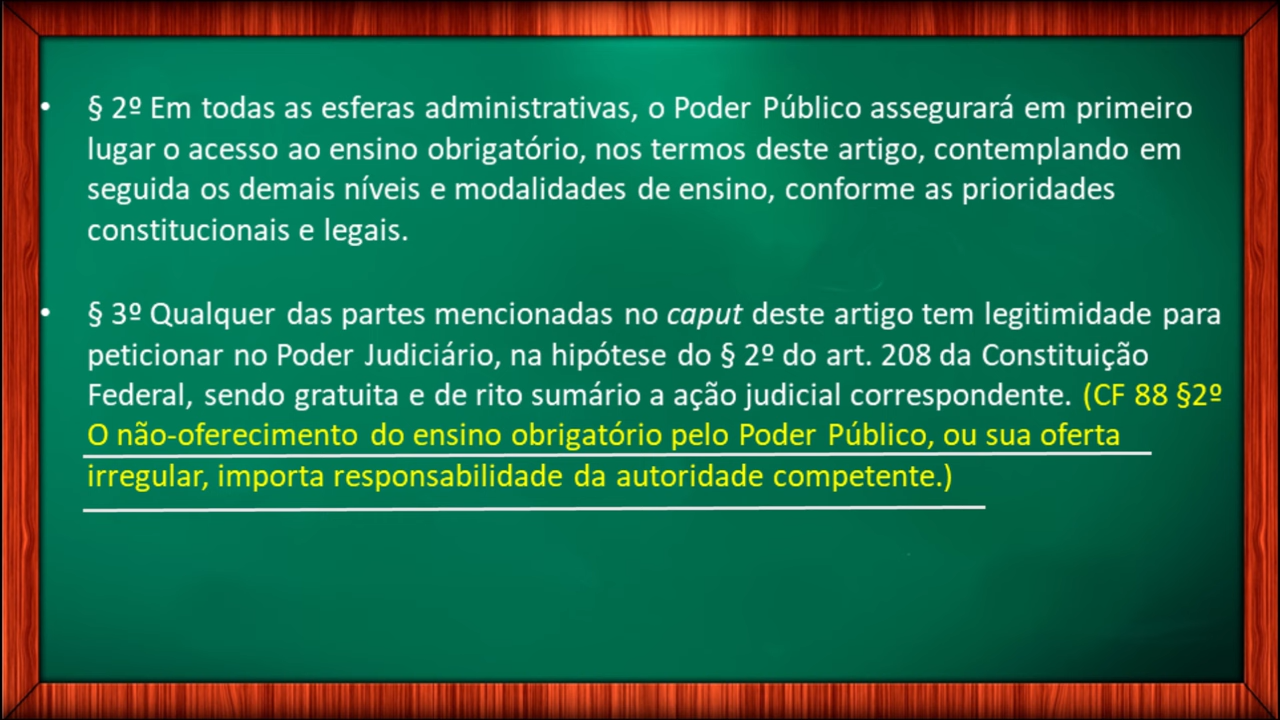 • § 2º Em todas as esferas administrativas, o Poder Público assegurará em primeiro
lugar o acesso ao ensino obrigatório, nos termos deste artigo, contemplando em
seguida os demais níveis e modalidades de ensino, conforme as prioridades
constitucionais e legais.
• § 3º Qualquer das partes mencionadas no caput deste artigo tem legitimidade para
peticionar no Poder Judiciário, na hipótese do § 2º do art. 208 da Constituição
Federal, sendo gratuita e de rito sumário a ação judicial correspondente. (CF 88 §2º
O não-oferecimento do ensino obrigatório pelo Poder Público, ou sua oferta
irregular, importa responsabilidade da autoridade competente.)